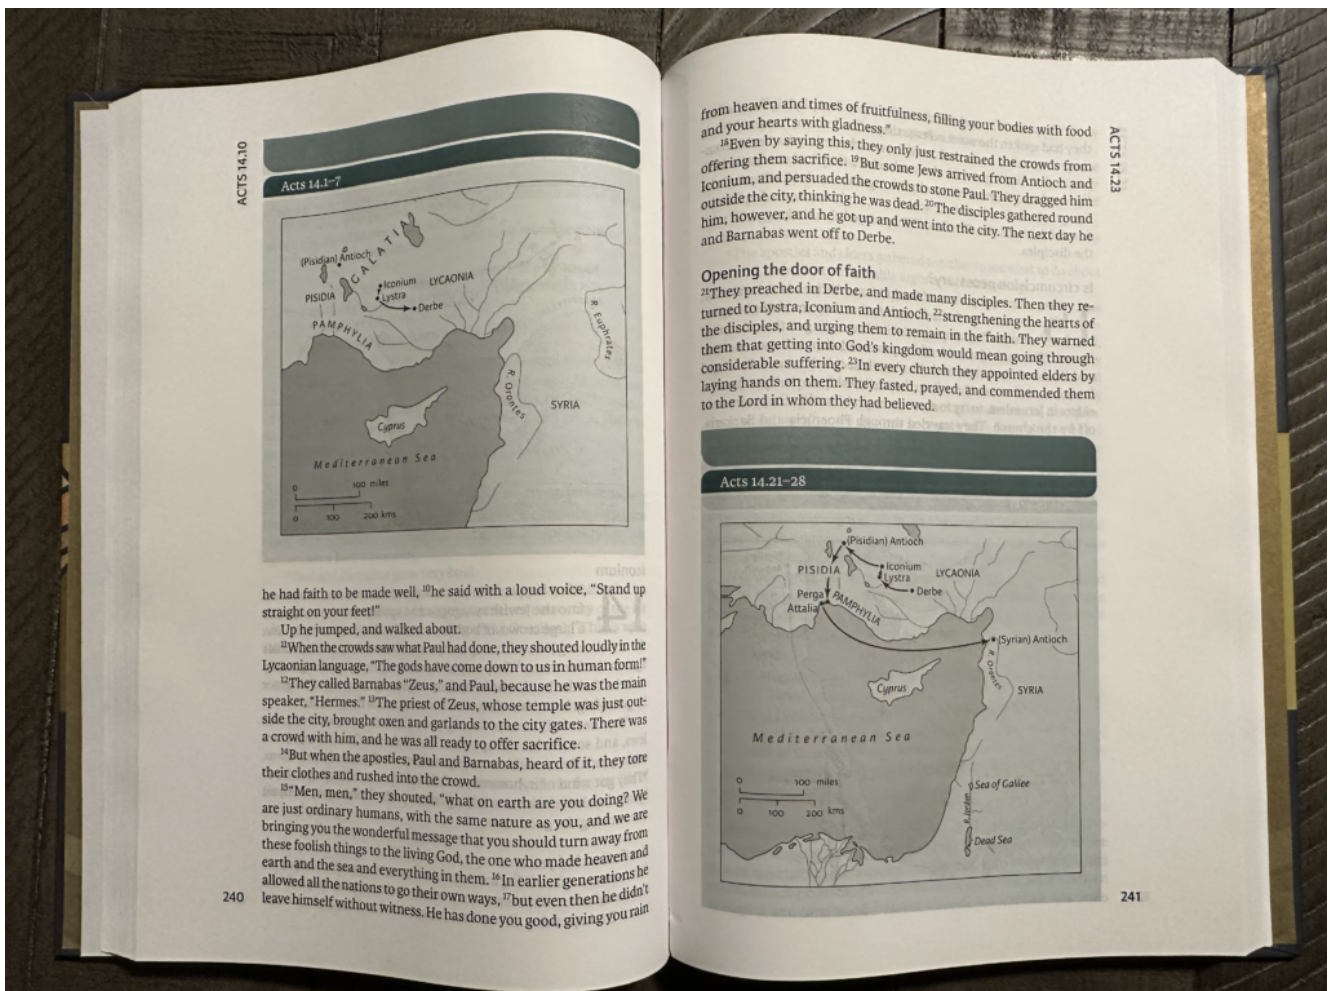 ACTS 14.10
Acts 14.1–7
GALATIA
(Pisidian) Antioch
Iconium
LYCAONIA
PISIDIA
Lystra
Derbe
PAMPHYLIA
R. Euphrates
R. Orontes
SYRIA
Cyprus
Mediterranean Sea
0 100 miles
0 100 200 kms
he had faith to be made well, ¹⁰he said with a loud voice, “Stand up
straight on your feet!”
Up he jumped, and walked about.
¹¹When the crowds saw what Paul had done, they shouted loudly in the
Lycaonian language, “The gods have come down to us in human form!”
¹²They called Barnabas “Zeus,” and Paul, because he was the main
speaker, “Hermes.” ¹³The priest of Zeus, whose temple was just out-
side the city, brought oxen and garlands to the city gates. There was
a crowd with him, and he was all ready to offer sacrifice.
¹⁴But when the apostles, Paul and Barnabas, heard of it, they tore
their clothes and rushed into the crowd.
¹⁵“Men, men,” they shouted, “what on earth are you doing? We
are just ordinary humans, with the same nature as you, and we are
bringing you the wonderful message that you should turn away from
these foolish things to the living God, the one who made heaven and
earth and the sea and everything in them. ¹⁶In earlier generations he
allowed all the nations to go their own ways, ¹⁷but even then he didn’t
leave himself without witness. He has done you good, giving you rain
240
ACTS 14.23
from heaven and times of fruitfulness, filling your bodies with food
and your hearts with gladness.”
¹⁸Even by saying this, they only just restrained the crowds from
offering them sacrifice. ¹⁹But some Jews arrived from Antioch and
Iconium, and persuaded the crowds to stone Paul. They dragged him
outside the city, thinking he was dead. ²⁰The disciples gathered round
him, however, and he got up and went into the city. The next day he
and Barnabas went off to Derbe.
Opening the door of faith
²¹They preached in Derbe, and made many disciples. Then they re-
turned to Lystra, Iconium and Antioch, ²²strengthening the hearts of
the disciples, and urging them to remain in the faith. They warned
them that getting into God’s kingdom would mean going through
considerable suffering. ²³In every church they appointed elders by
laying hands on them. They fasted, prayed, and commended them
to the Lord in whom they had believed.
Acts 14.21–28
(Pisidian) Antioch
PISIDIA
Iconium
LYCAONIA
Lystra
Derbe
Perga
PAMPHYLIA
Attalia
(Syrian) Antioch
R. Orontes
SYRIA
Cyprus
Mediterranean Sea
0 100 miles
0 100 200 kms
Sea of Galilee
R. Jordan
Dead Sea
241